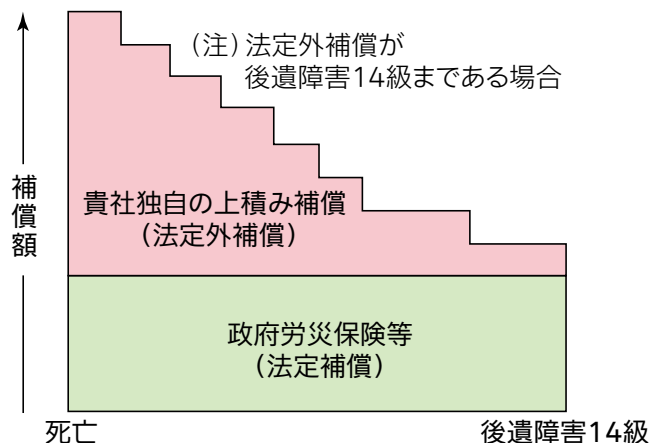 (注)法定外補償が
後遺障害14級まである場合
補償額
貴社独自の上積み補償
(法定外補償)
政府労災保険等
(法定補償)
死亡
後遺障害14級